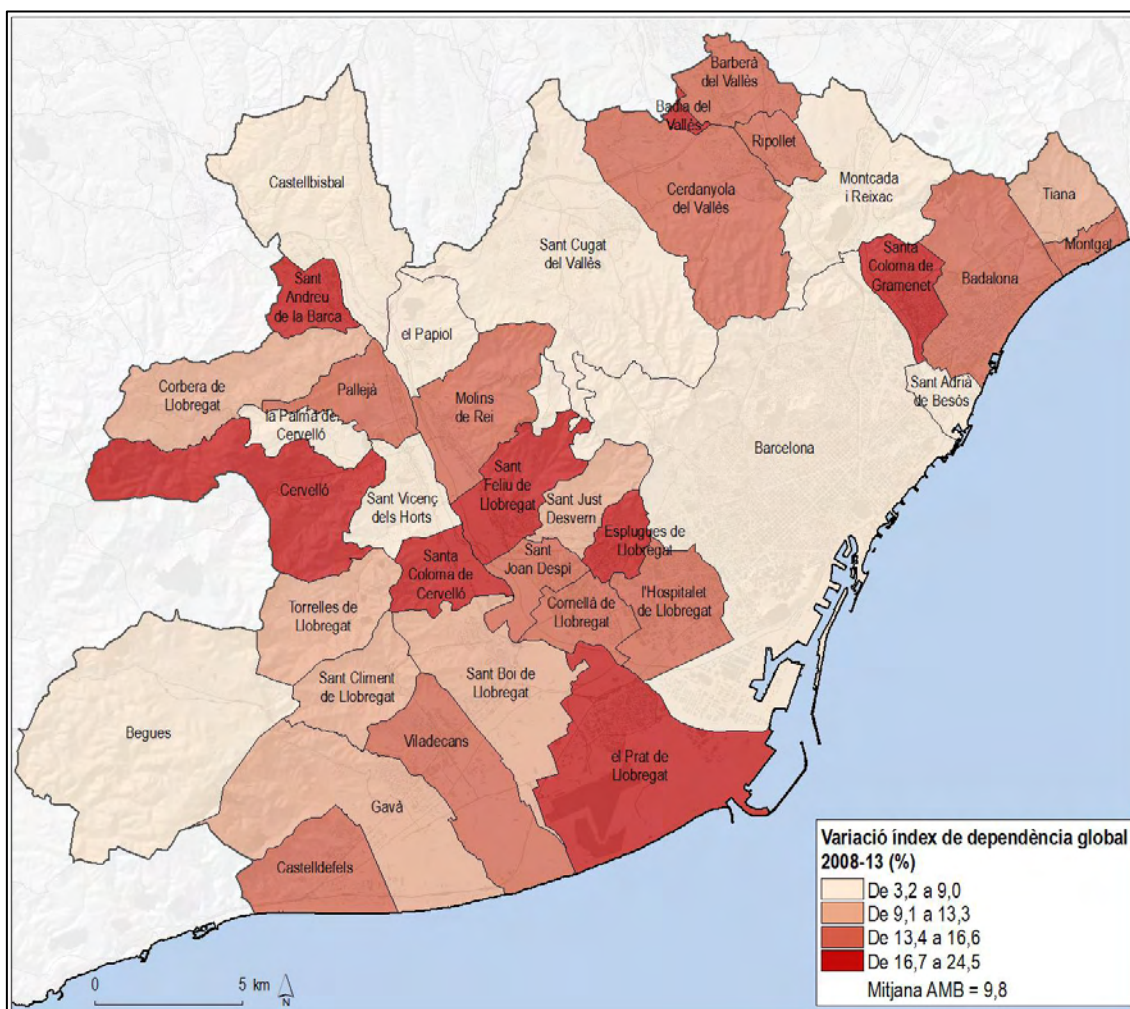 Barberà
del Vallès
Badia del
Vallès
Ripollet
Castellbisbal
Cerdanyola
del Vallès
Montcada
i Reixac
Tiana
Sant Cugat
del Vallès
Montgat
Santa
Coloma de
Gramenet
Badalona
Sant
Andreu
de la Barca
el Papiol
Corbera de
Llobregat
Pallejà
Molins
de Rei
Sant Adrià
de Besòs
la Palma de
Cervelló
Barcelona
Cervelló
Sant
Feliu de
Llobregat
Sant Vicenç
dels Horts
Sant Just
Desvern
Esplugues de
Llobregat
Santa
Coloma de
Cervelló
Sant
Joan Despí
l'Hospitalet
de Llobregat
Cornellà de
Llobregat
Torrelles de
Llobregat
Sant Climent
de Llobregat
Sant Boi de
Llobregat
Begues
Viladecans
el Prat de
Llobregat
Gavà
Castelldefels
Variació índex de dependència global
2008-13 (%)
De 3,2 a 9,0
De 9,1 a 13,3
De 13,4 a 16,6
De 16,7 a 24,5
Mitjana AMB = 9,8
0 5 km
N